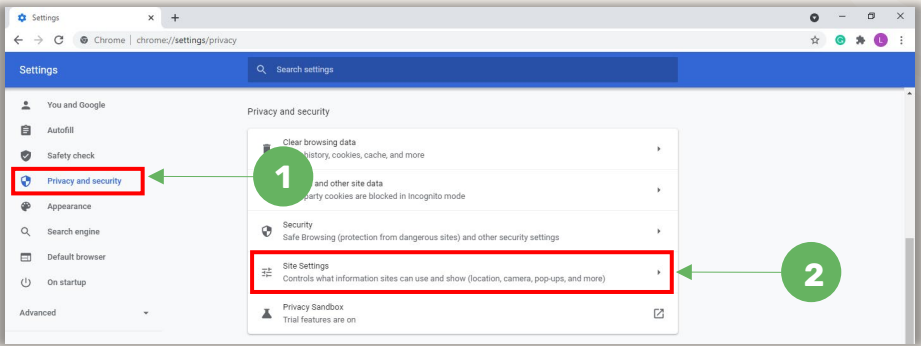 Settings
Chrome | chrome://settings/privacy
L
Settings
Search settings
You and Google
Autofill
Safety check
Privacy and security
Appearance
Search engine
Default browser
On startup
Advanced
Privacy and security
Clear browsing data
history, cookies, cache, and more
and other site data
party cookies are blocked in Incognito mode
Security
Safe Browsing (protection from dangerous sites) and other security settings
Site Settings
Controls what information sites can use and show (location, camera, pop-ups, and more)
Privacy Sandbox
Trial features are on
1
2